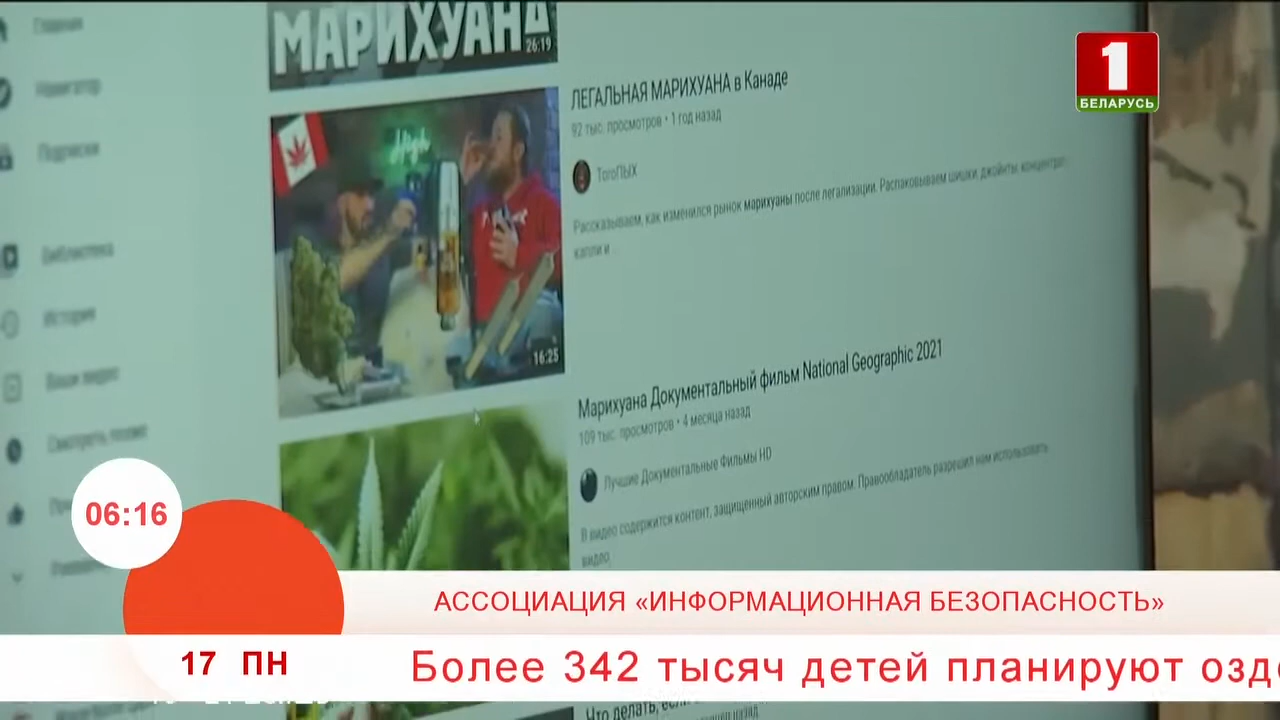 МАРИХУАНА
26:19
1
БЕЛАРУСЬ
Главная
Навигатор
Подписки
Библиотека
История
Ваши видео
Смотреть позже
ЛЕГАЛЬНАЯ МАРИХУАНА в Канаде
92 тыс. просмотров • 1 год назад
ТогоПЫХ
Рассказываем, как изменился рынок марихуаны после легализации. Распаковываем шишки, джойнты, концентрат,
капли и
16:25
Марихуана Документальный фильм National Geographic 2021
109 тыс. просмотров • 4 месяца назад
Лучшие Документальные Фильмы HD
В видео содержится контент, защищенный авторским правом. Правообладатель разрешил нам использовать
видео.
06:16
АССОЦИАЦИЯ «ИНФОРМАЦИОННАЯ БЕЗОПАСНОСТЬ»
17 ПН
Более 342 тысяч детей планируют
Что делать, если